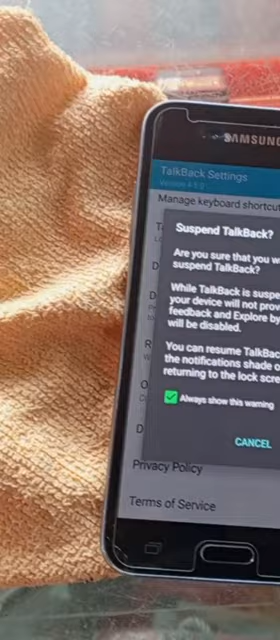 SAMSUNG
TalkBack Settings
Manage keyboard shortcut
Suspend TalkBack?
Are you sure that you wa
suspend TalkBack?
While TalkBack is suspe
your device will not prov
feedback and Explore by
will be disabled.
You can resume TalkBac
the notifications shade o
returning to the lock scre
Always show this warning
CANCEL
Privacy Policy
Terms of Service